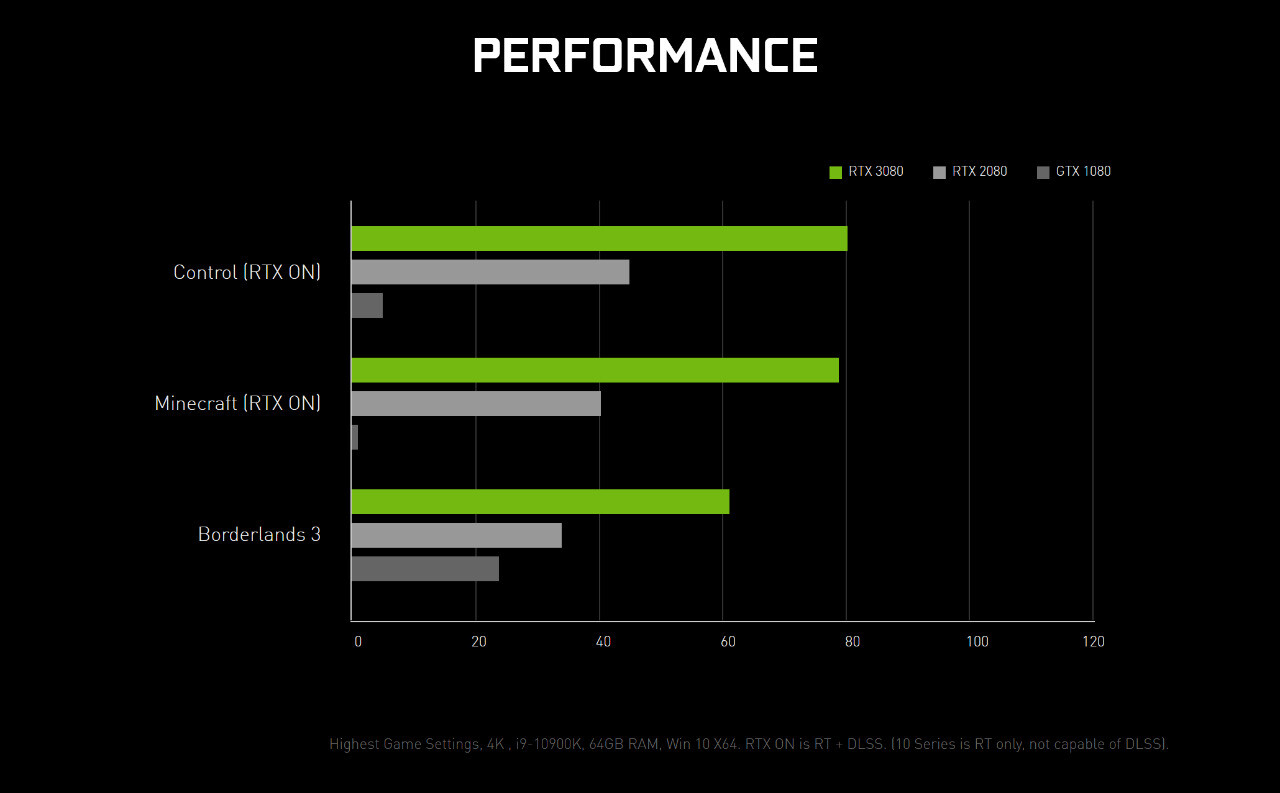 PERFORMANCE
RTX 3080 RTX 2080 GTX 1080
Control (RTX ON)
Minecraft (RTX ON)
Borderlands 3
0 20 40 60 80 100 120
Highest Game Settings, 4K , i9-10900K, 64GB RAM, Win 10 X64. RTX ON is RT + DLSS. (10 Series is RT only, not capable of DLSS).